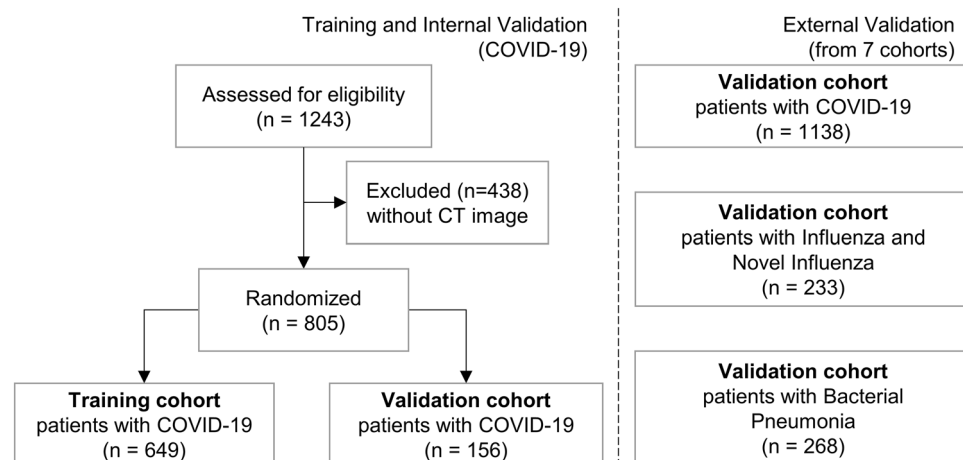 Training and Internal Validation
(COVID-19)
Assessed for eligibility
(n = 1243)
Excluded (n=438)
without CT image
Randomized
(n = 805)
Training cohort
patients with COVID-19
(n = 649)
Validation cohort
patients with COVID-19
(n = 156)
External Validation
(from 7 cohorts)
Validation cohort
patients with COVID-19
(n = 1138)
Validation cohort
patients with Influenza and
Novel Influenza
(n = 233)
Validation cohort
patients with Bacterial
Pneumonia
(n = 268)